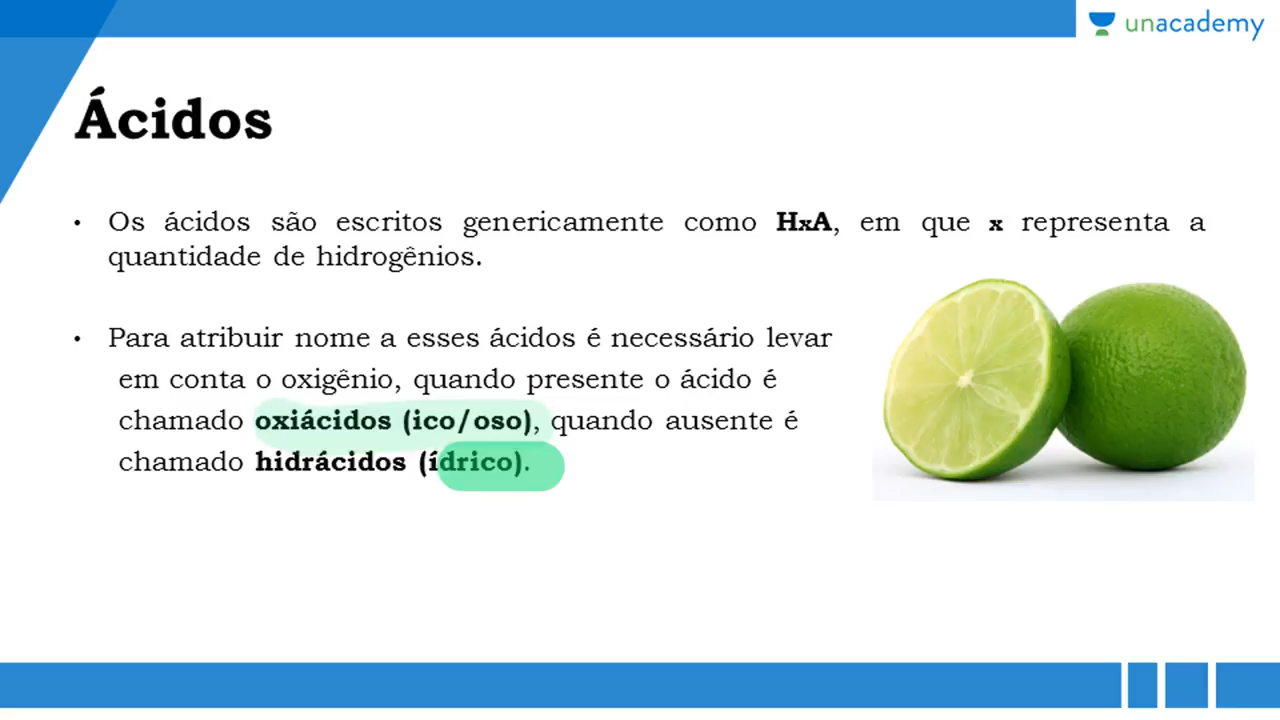 unacademy
Ácidos
• Os ácidos são escritos genericamente como HxA, em que x representa a
quantidade de hidrogênios.
• Para atribuir nome a esses ácidos é necessário levar
em conta o oxigênio, quando presente o ácido é
chamado oxiácidos (ico/oso), quando ausente é
chamado hidrácidos (ídrico).